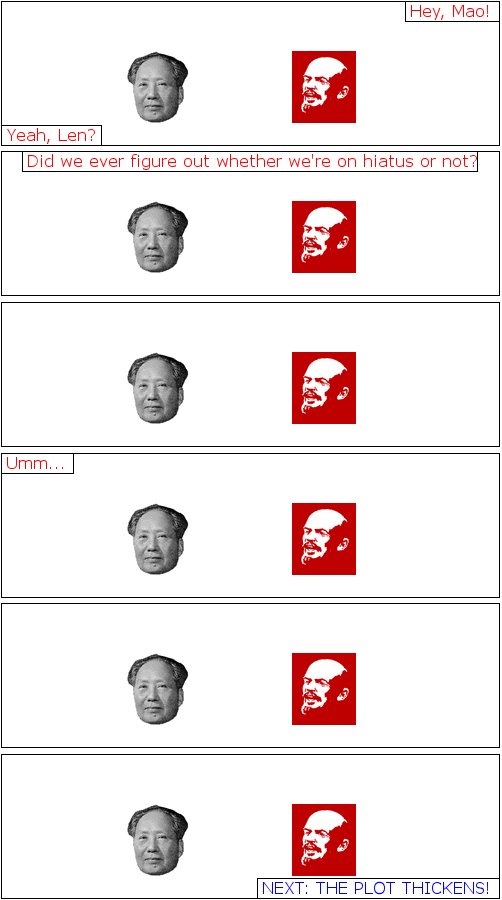 Hey, Mao!
Yeah, Len?
Did we ever figure out whether we're on hiatus or not?
Umm...
NEXT: THE PLOT THICKENS!